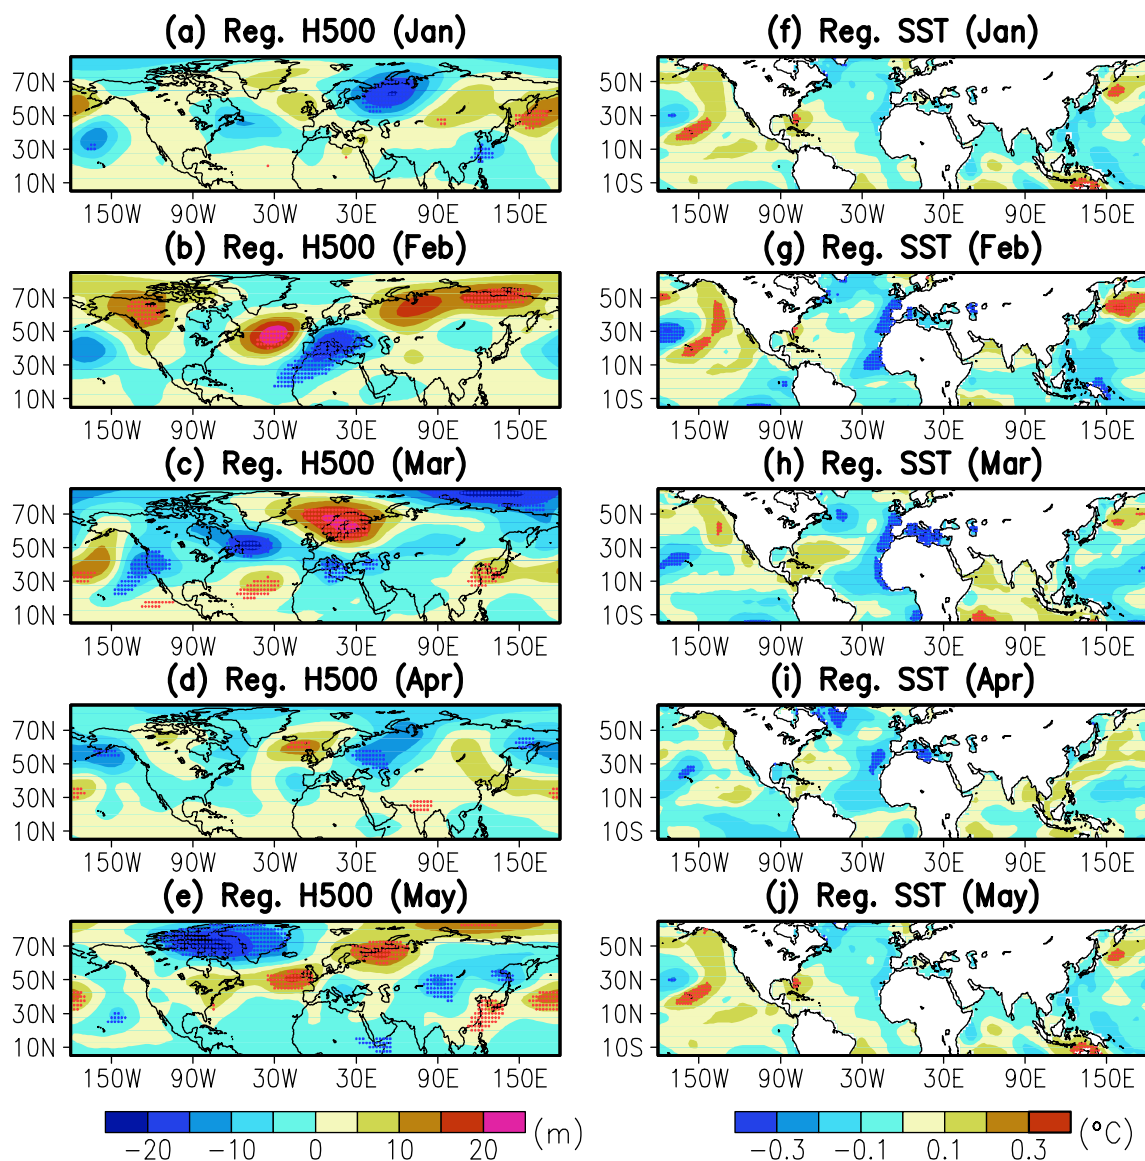 (a) Reg. H500 (Jan)
70N
50N
30N
10N
150W 90W 30W 30E 90E 150E
(b) Reg. H500 (Feb)
70N
50N
30N
10N
150W 90W 30W 30E 90E 150E
(c) Reg. H500 (Mar)
70N
50N
30N
10N
150W 90W 30W 30E 90E 150E
(d) Reg. H500 (Apr)
70N
50N
30N
10N
150W 90W 30W 30E 90E 150E
(e) Reg. H500 (May)
70N
50N
30N
10N
150W 90W 30W 30E 90E 150E
−20 −10 0 10 20 (m)
(f) Reg. SST (Jan)
50N
30N
10N
10S
150W 90W 30W 30E 90E 150E
(g) Reg. SST (Feb)
50N
30N
10N
10S
150W 90W 30W 30E 90E 150E
(h) Reg. SST (Mar)
50N
30N
10N
10S
150W 90W 30W 30E 90E 150E
(i) Reg. SST (Apr)
50N
30N
10N
10S
150W 90W 30W 30E 90E 150E
(j) Reg. SST (May)
50N
30N
10N
10S
150W 90W 30W 30E 90E 150E
−0.3 −0.1 0.1 0.3 (°C)